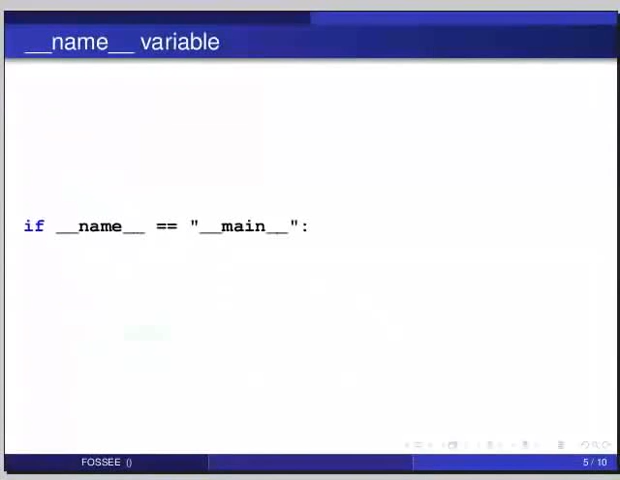 __name__ variable
if __name__ == "__main__":
FOSSEE ()
5 / 10